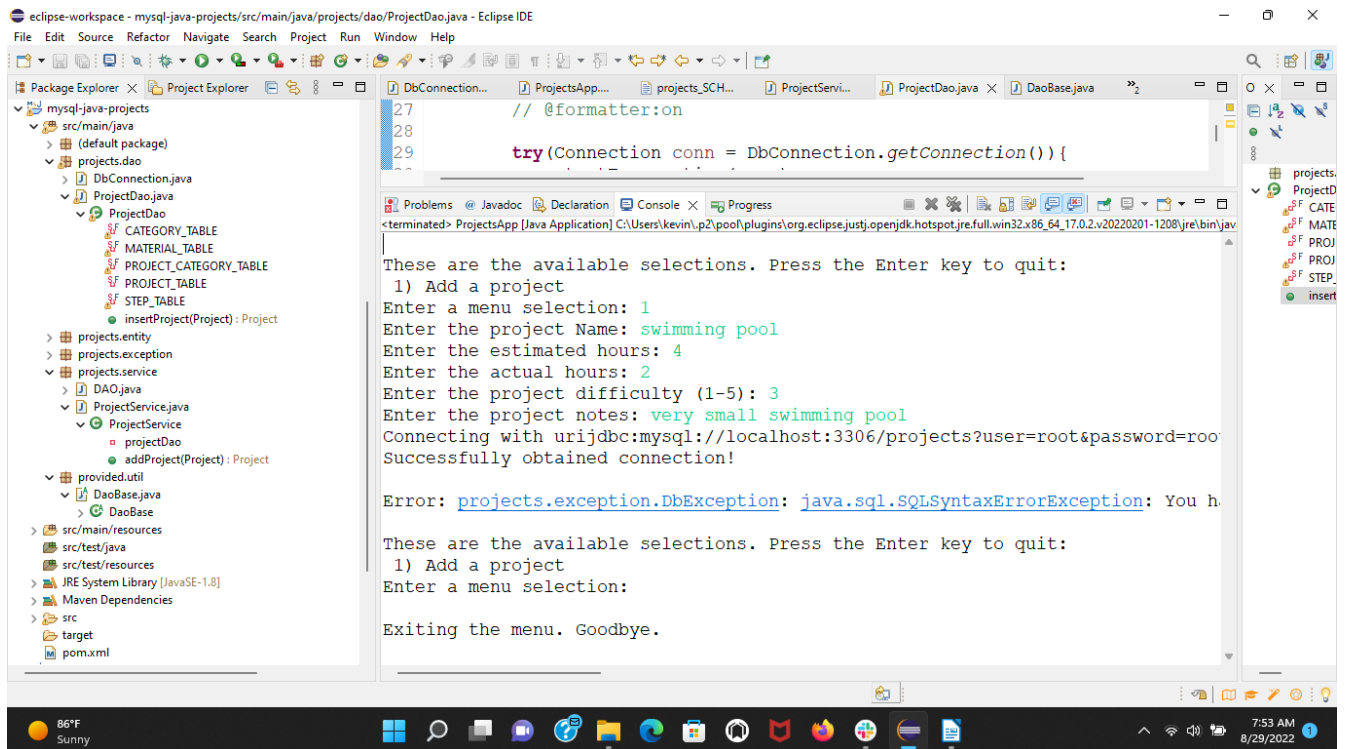 eclipse-workspace - mysql-java-projects/src/main/java/projects/dao/ProjectDao.java - Eclipse IDE
File Edit Source Refactor Navigate Search Project Run Window Help
Package Explorer Project Explorer
DbConnection... ProjectsApp.... projects_SCH... ProjectServi... ProjectDao.java DaoBase.java »2
mysql-java-projects
src/main/java
(default package)
projects.dao
DbConnection.java
ProjectDao.java
ProjectDao
CATEGORY_TABLE
MATERIAL_TABLE
PROJECT_CATEGORY_TABLE
PROJECT_TABLE
STEP_TABLE
insertProject(Project) : Project
projects.entity
projects.exception
projects.service
DAO.java
ProjectService.java
ProjectService
projectDao
addProject(Project) : Project
provided.util
DaoBase.java
DaoBase
src/main/resources
src/test/java
src/test/resources
JRE System Library [JavaSE-1.8]
Maven Dependencies
src
target
pom.xml
27 // @formatter:on
28
29 try(Connection conn = DbConnection.getConnection()){
Problems Javadoc Declaration Console Progress
<terminated> ProjectsApp [Java Application] C:\Users\kevin\.p2\pool\plugins\org.eclipse.justj.openjdk.hotspot.jre.full.win32.x86_64_17.0.2.v20220201-1208\jre\bin\jav
These are the available selections. Press the Enter key to quit:
1) Add a project
Enter a menu selection: 1
Enter the project Name: swimming pool
Enter the estimated hours: 4
Enter the actual hours: 2
Enter the project difficulty (1-5): 3
Enter the project notes: very small swimming pool
Connecting with urijdbc:mysql://localhost:3306/projects?user=root&password=roo
Successfully obtained connection!
Error: projects.exception.DbException: java.sql.SQLSyntaxErrorException: You h
These are the available selections. Press the Enter key to quit:
1) Add a project
Enter a menu selection:
Exiting the menu. Goodbye.
projects.
ProjectD
CATE
MATE
PROJ
PROJ
STEP_
insert
86°F
Sunny
7:53 AM
8/29/2022
1